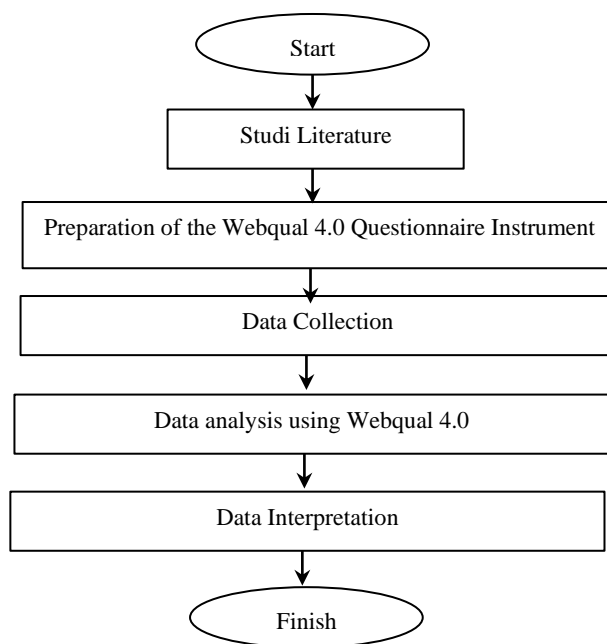 Start
Studi Literature
Preparation of the Webqual 4.0 Questionnaire Instrument
Data Collection
Data analysis using Webqual 4.0
Data Interpretation
Finish